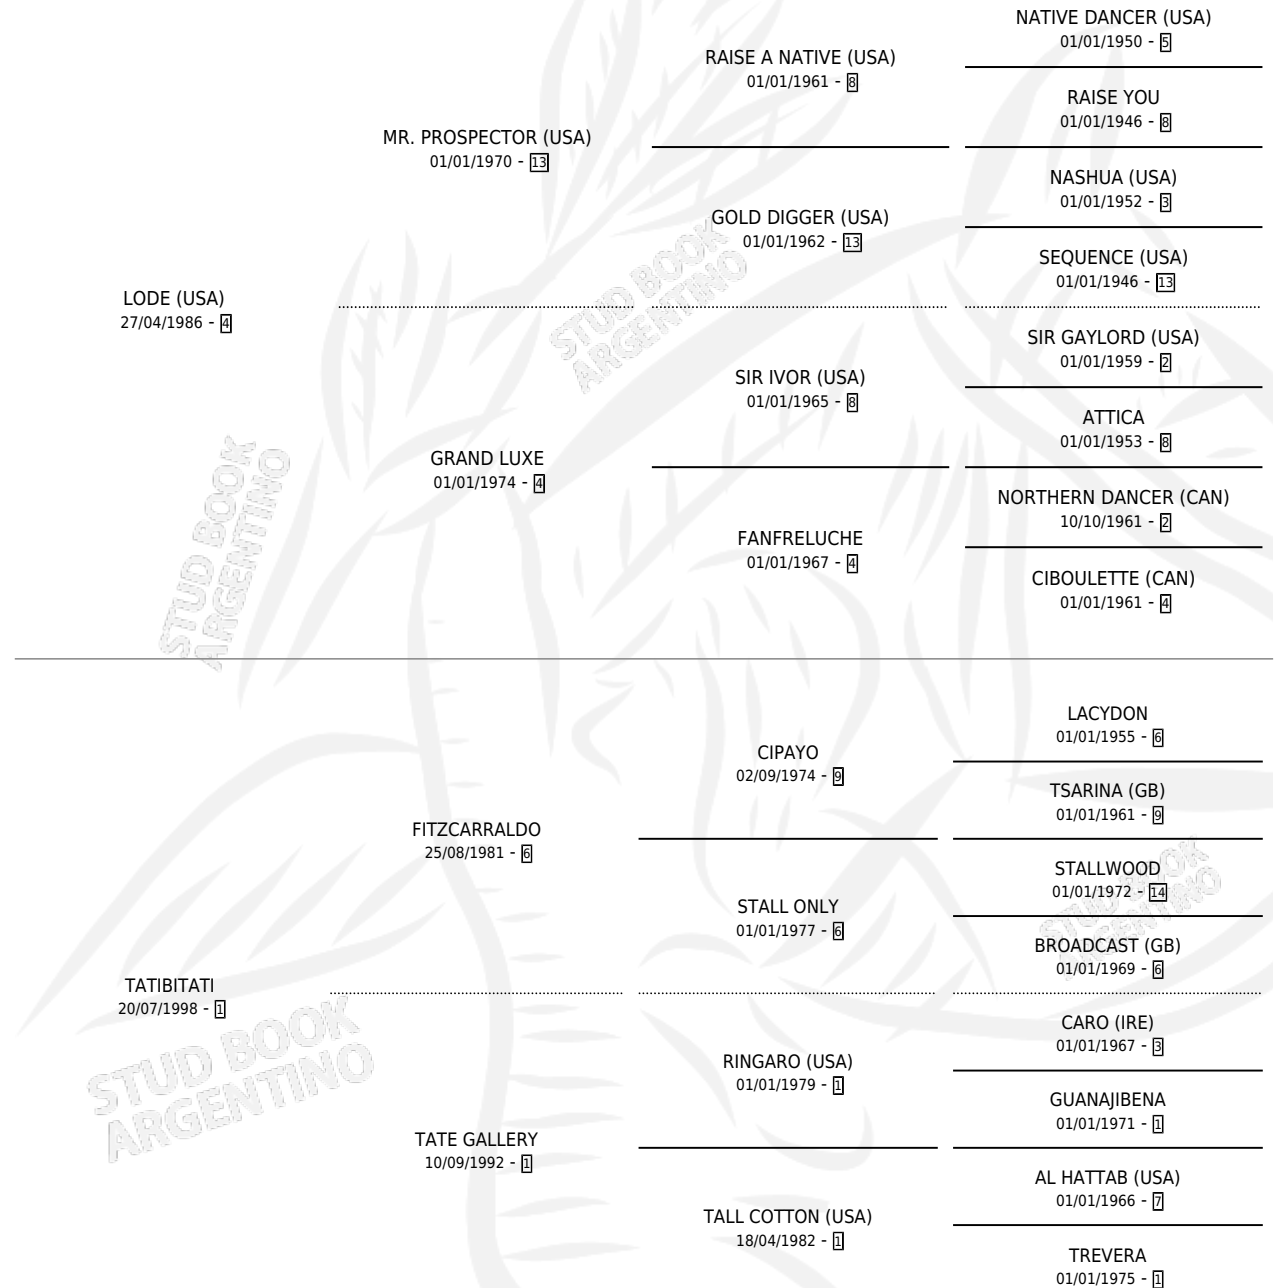 NATIVE DANCER (USA)
01/01/1950 - 5
RAISE A NATIVE (USA)
01/01/1961 - 8
RAISE YOU
01/01/1946 - 8
MR. PROSPECTOR (USA)
01/01/1970 - 13
NASHUA (USA)
01/01/1952 - 3
GOLD DIGGER (USA)
01/01/1962 - 13
SEQUENCE (USA)
01/01/1946 - 13
LODE (USA)
27/04/1986 - 4
STUD BOOK
ARGENTINO
SIR GAYLORD (USA)
01/01/1959 - 2
SIR IVOR (USA)
01/01/1965 - 8
ATTICA
01/01/1953 - 8
GRAND LUXE
01/01/1974 - 4
NORTHERN DANCER (CAN)
10/10/1961 - 2
FANFRELUCHE
01/01/1967 - 4
CIBOULETTE (CAN)
01/01/1961 - 4
STUD BOOK
ARGENTINO
LACYDON
01/01/1955 - 6
CIPAYO
02/09/1974 - 9
TSARINA (GB)
01/01/1961 - 9
FITZCARRALDO
25/08/1981 - 6
STALLWOOD
01/01/1972 - 14
STALL ONLY
01/01/1977 - 6
STUD BOOK
ARGENTINO
BROADCAST (GB)
01/01/1969 - 6
TATIBITATI
20/07/1998 - 1
STUD BOOK
ARGENTINO
CARO (IRE)
01/01/1967 - 3
RINGARO (USA)
01/01/1979 - 1
GUANAJIBENA
01/01/1971 - 1
TATE GALLERY
10/09/1992 - 1
AL HATTAB (USA)
01/01/1966 - 7
TALL COTTON (USA)
18/04/1982 - 1
TREVERA
01/01/1975 - 1